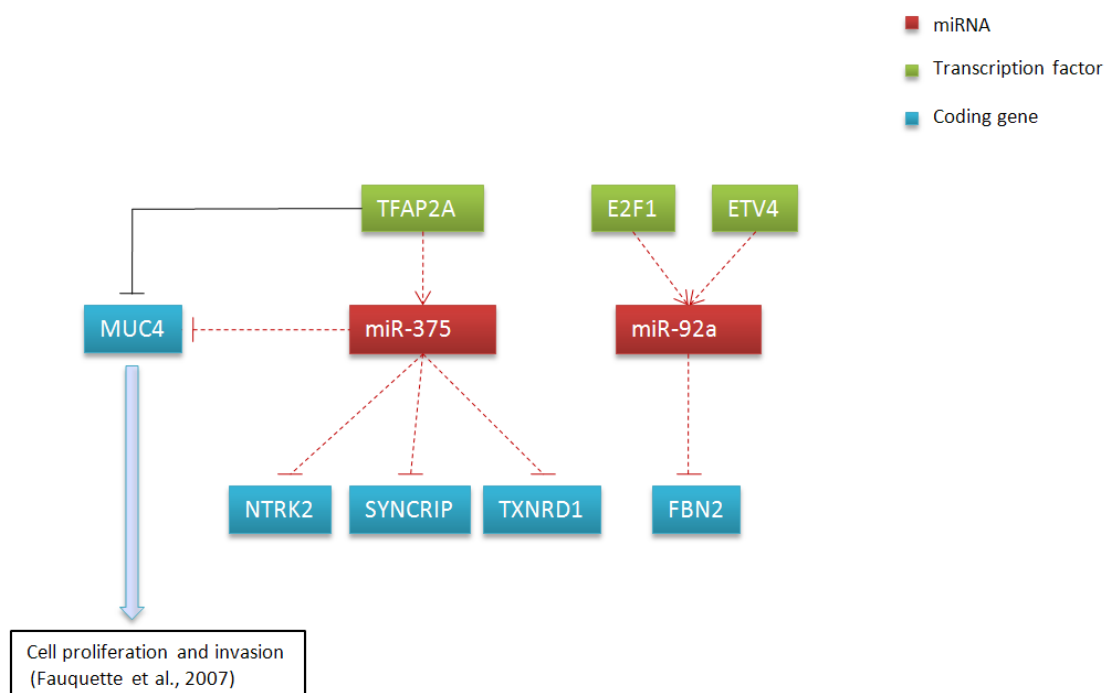 miRNA
Transcription factor
Coding gene
TFAP2A
E2F1
ETV4
MUC4
miR-375
miR-92a
NTRK2
SYNCRIP
TXNRD1
FBN2
Cell proliferation and invasion
(Fauquette et al., 2007)